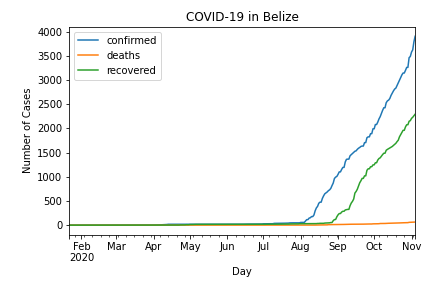 COVID-19 in Belize
4000
3500
3000
2500
2000
1500
1000
500
0
Number of Cases
confirmed
deaths
recovered
Feb Mar Apr May Jun Jul Aug Sep Oct Nov
2020
Day